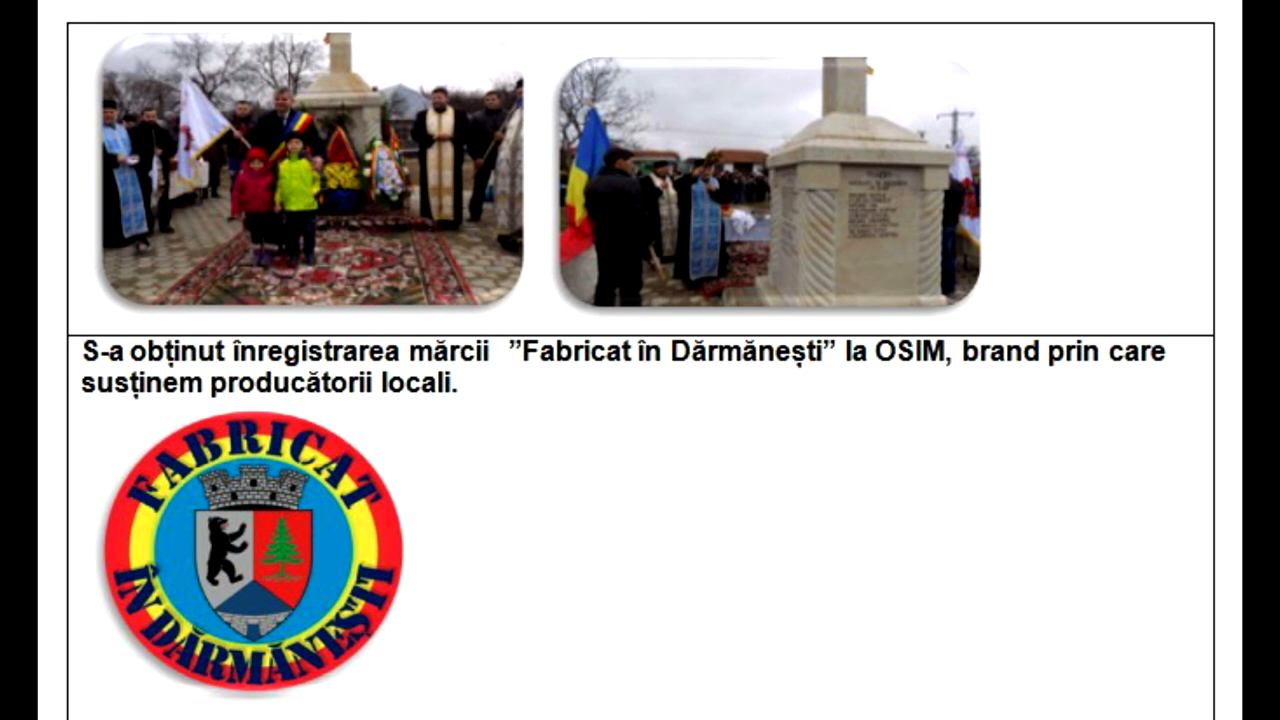 S-a obținut înregistrarea mărcii ”Fabricat în Dărmănești” la OSIM, brand prin care
susținem producătorii locali.
FABRICAT
ÎN DĂRMĂNEȘTI